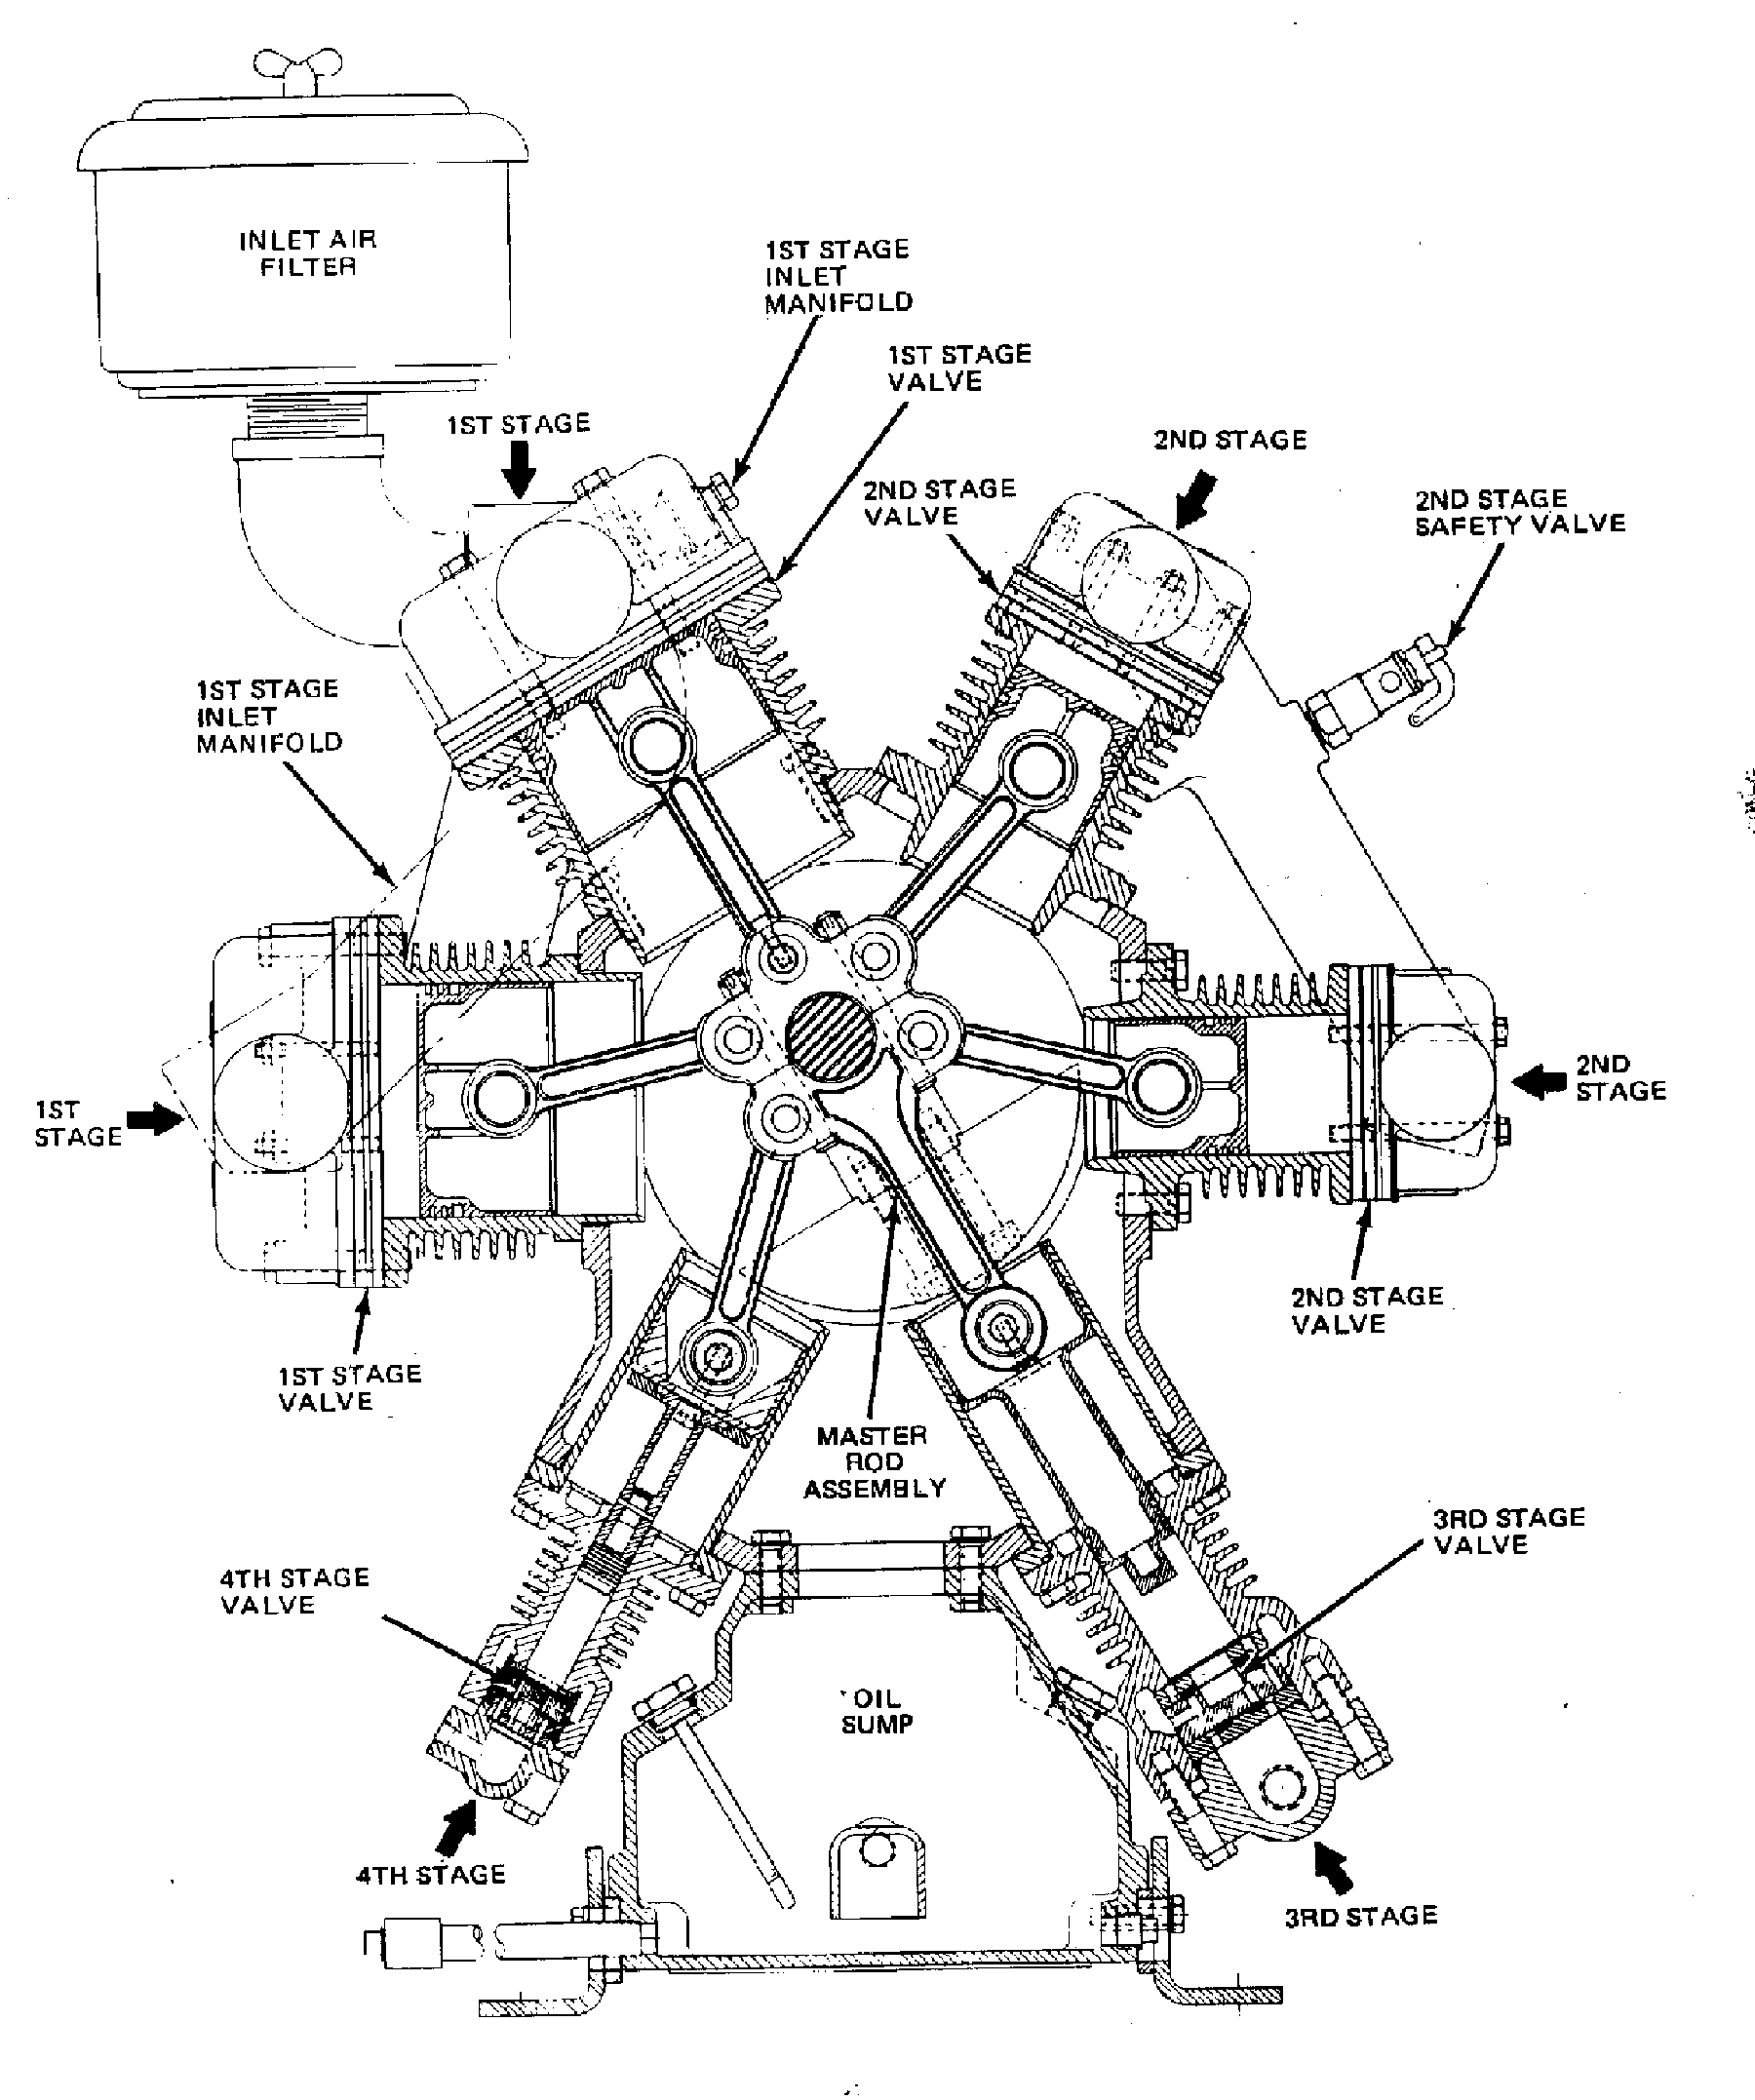 INLET AIR
FILTER
1ST STAGE
INLET
MANIFOLD
1ST STAGE
VALVE
1ST STAGE
2ND STAGE
2ND STAGE
VALVE
2ND STAGE
SAFETY VALVE
1ST STAGE
INLET
MANIFOLD
1ST
STAGE
2ND
STAGE
2ND STAGE
VALVE
1ST STAGE
VALVE
MASTER
ROD
ASSEMBLY
3RD STAGE
VALVE
4TH STAGE
VALVE
OIL
SUMP
4TH STAGE
3RD STAGE